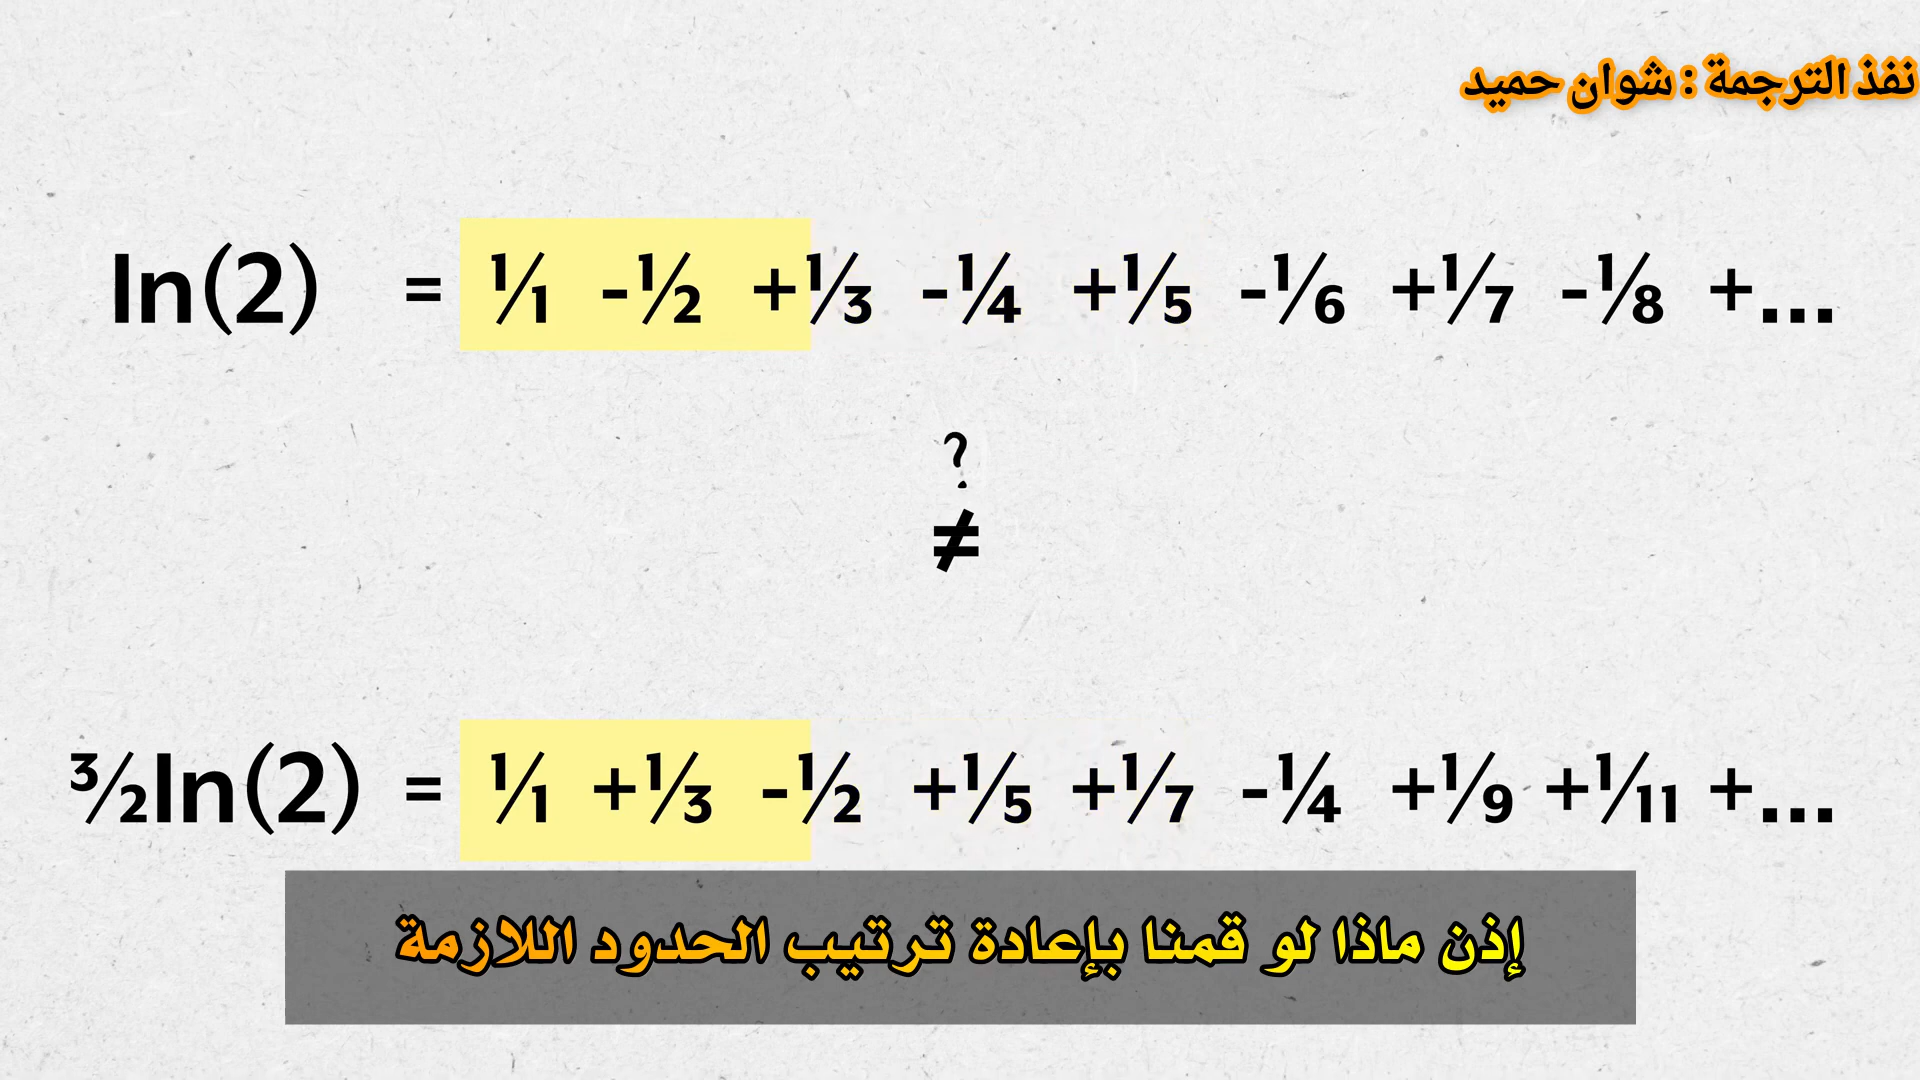 نفذ الترجمة : شوان حميد
ln(2) = ¹⁄₁ -¹⁄₂ +¹⁄₃ -¹⁄₄ +¹⁄₅ -¹⁄₆ +¹⁄₇ -¹⁄₈ +...
?
≠
³⁄₂ln(2) = ¹⁄₁ +¹⁄₃ -¹⁄₂ +¹⁄₅ +¹⁄₇ -¹⁄₄ +¹⁄₉ +¹⁄₁₁ +...
إذن ماذا لو قمنا بإعادة ترتيب الحدود اللازمة